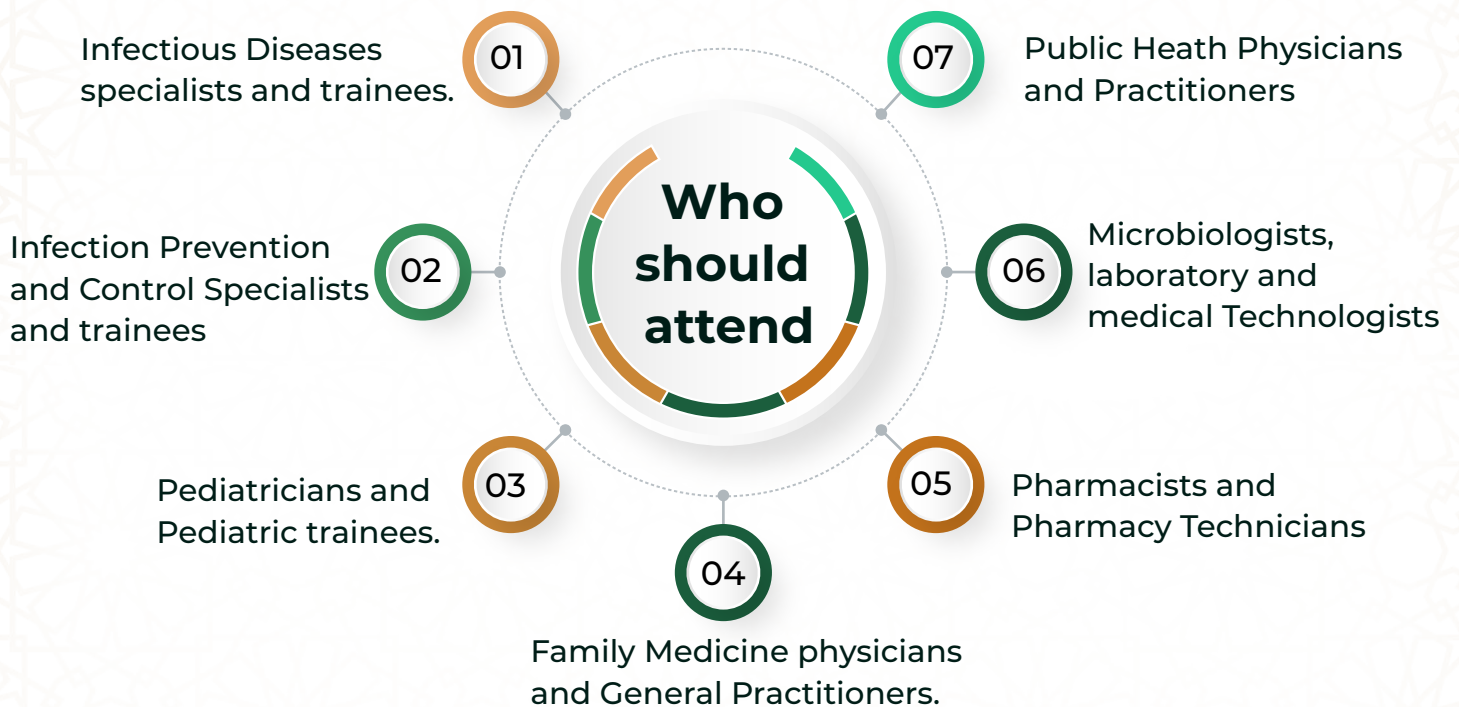 Who
should
attend
01
Infectious Diseases
specialists and trainees.
02
Infection Prevention
and Control Specialists
and trainees
03
Pediatricians and
Pediatric trainees.
04
Family Medicine physicians
and General Practitioners.
05
Pharmacists and
Pharmacy Technicians
06
Microbiologists,
laboratory and
medical Technologists
07
Public Heath Physicians
and Practitioners